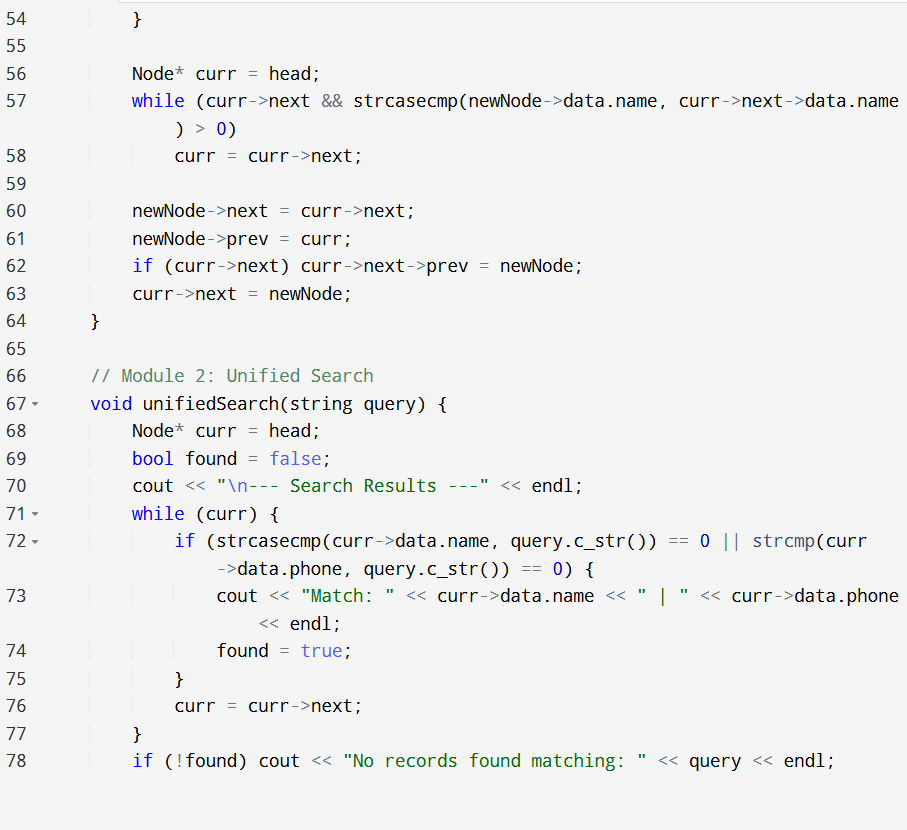 54          }
55
56          Node* curr = head;
57          while (curr->next && strcasecmp(newNode->data.name, curr->next->data.name
                ) > 0)
58              curr = curr->next;
59
60          newNode->next = curr->next;
61          newNode->prev = curr;
62          if (curr->next) curr->next->prev = newNode;
63          curr->next = newNode;
64      }
65
66      // Module 2: Unified Search
67      void unifiedSearch(string query) {
68          Node* curr = head;
69          bool found = false;
70          cout << "\n--- Search Results ---" << endl;
71          while (curr) {
72              if (strcasecmp(curr->data.name, query.c_str()) == 0 || strcmp(curr
                    ->data.phone, query.c_str()) == 0) {
73                  cout << "Match: " << curr->data.name << " | " << curr->data.phone
                        << endl;
74                  found = true;
75              }
76              curr = curr->next;
77          }
78          if (!found) cout << "No records found matching: " << query << endl;